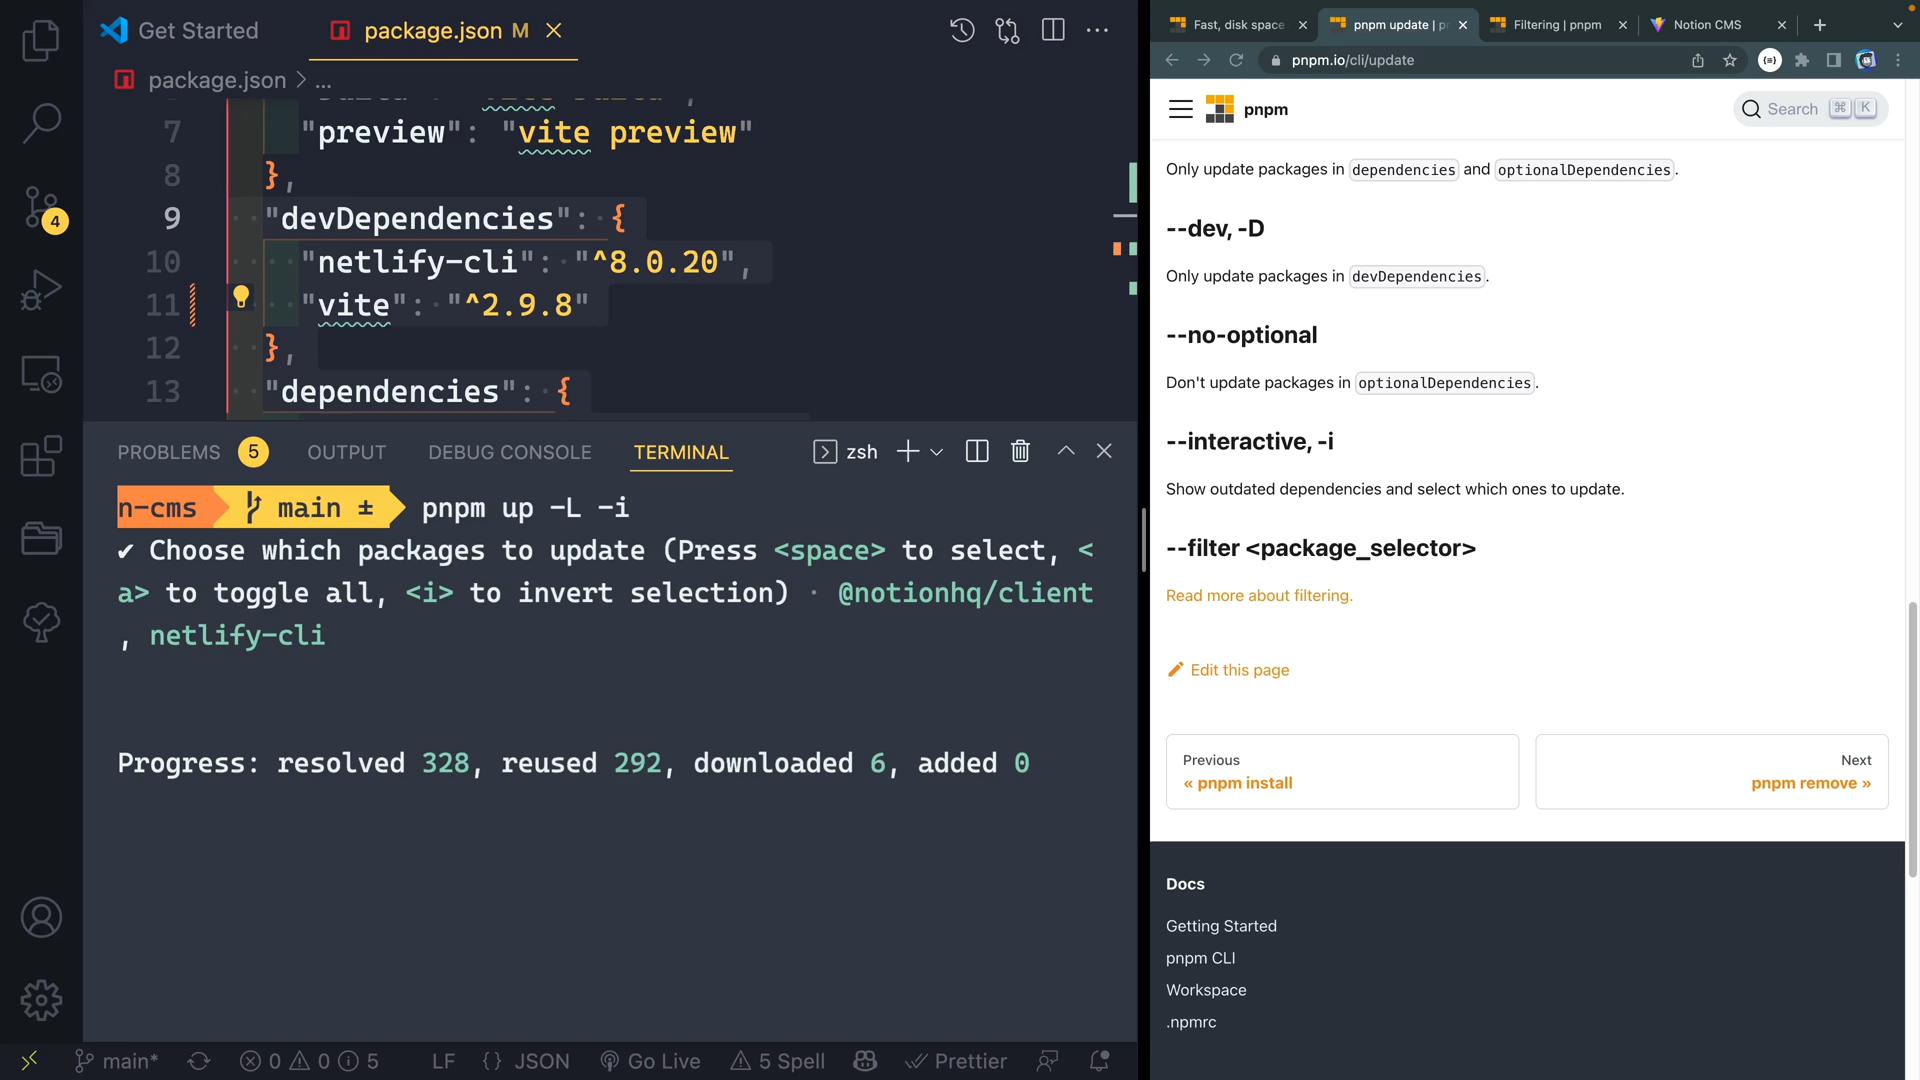 Get Started
package.json M
package.json > ...
7 "preview": "vite preview"
8 },
9 "devDependencies": {
10 "netlify-cli": "^8.0.20",
11 "vite": "^2.9.8"
12 },
13 "dependencies": {
4
PROBLEMS 5 OUTPUT DEBUG CONSOLE TERMINAL
zsh
n-cms main ± pnpm up -L -i
✔ Choose which packages to update (Press <space> to select, <
a> to toggle all, <i> to invert selection) · @notionhq/client
, netlify-cli
Progress: resolved 328, reused 292, downloaded 6, added 0
main* 0 0 5 LF {} JSON Go Live 5 Spell Prettier
Fast, disk space
pnpm update | pn
Filtering | pnpm
Notion CMS
pnpm.io/cli/update
pnpm
Search ⌘ K
Only update packages in dependencies and optionalDependencies.
--dev, -D
Only update packages in devDependencies.
--no-optional
Don't update packages in optionalDependencies.
--interactive, -i
Show outdated dependencies and select which ones to update.
--filter <package_selector>
Read more about filtering.
Edit this page
Previous
« pnpm install
Next
pnpm remove »
Docs
Getting Started
pnpm CLI
Workspace
.npmrc